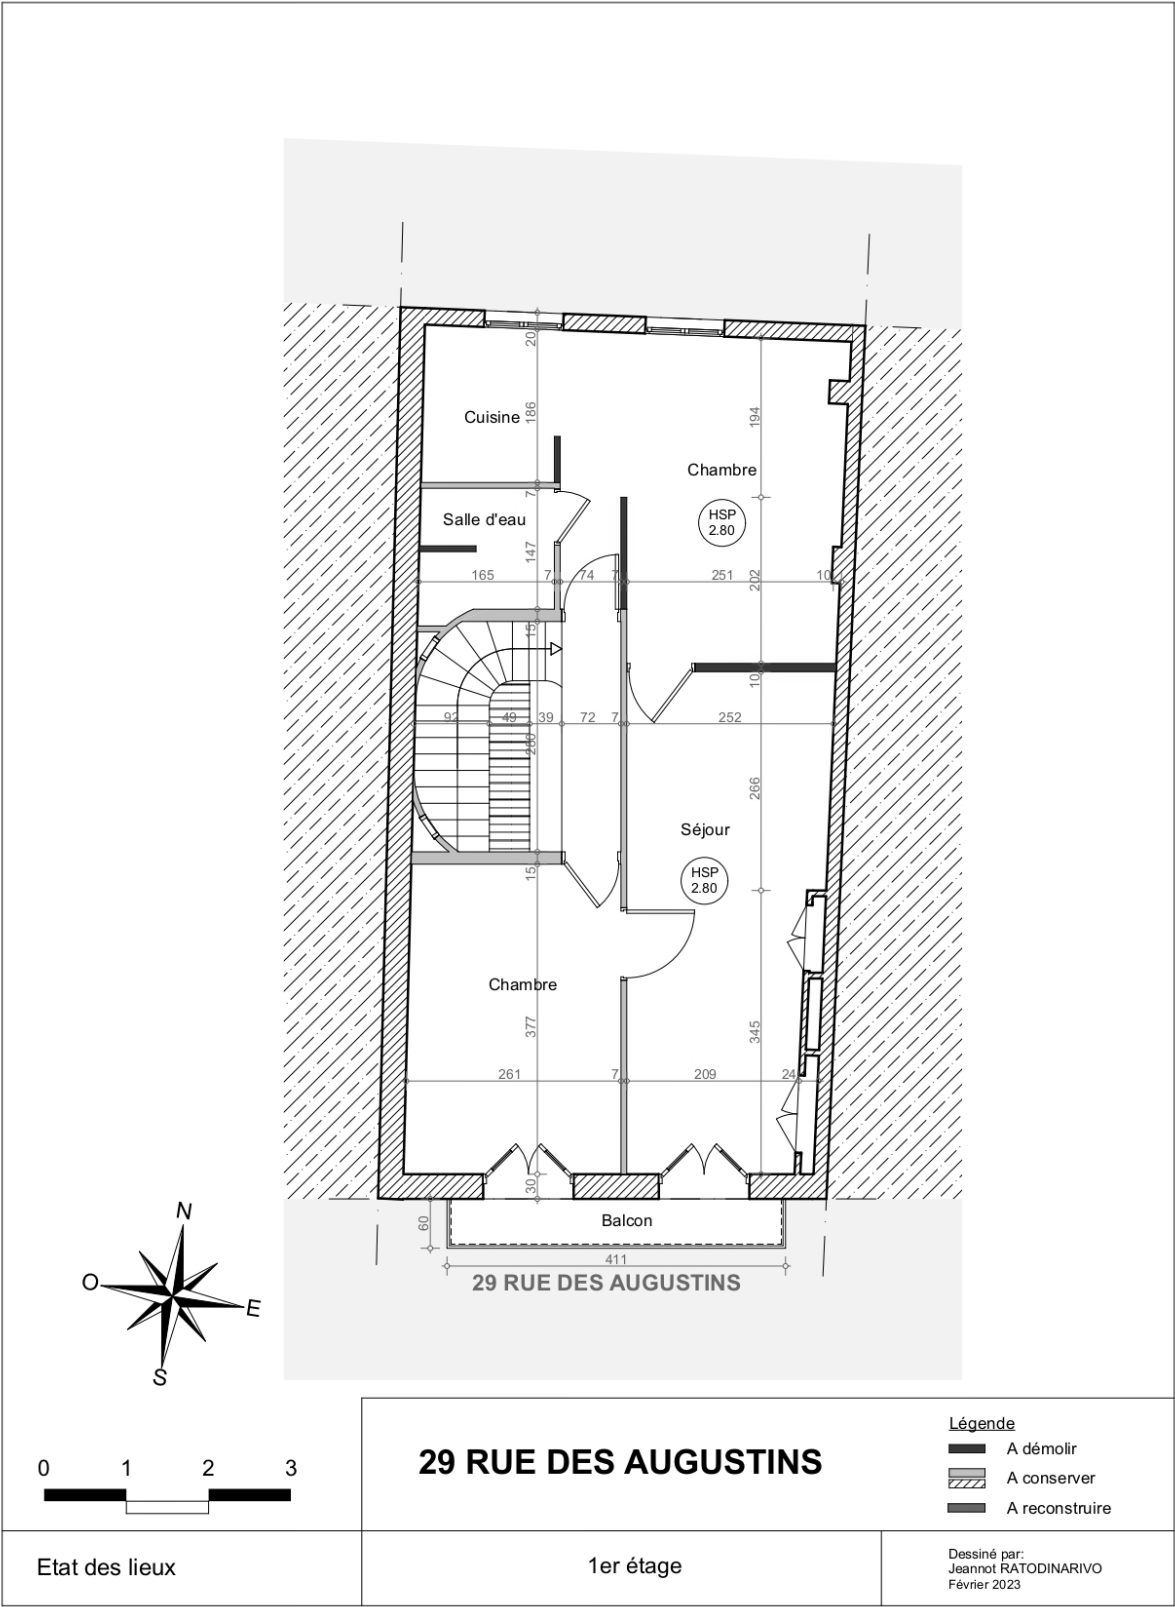 20
186
194
Cuisine
Chambre
7
HSP
2.80
Salle d'eau
147
165
7
74
7
251
10
202
15
10
92
49
39
72
7
252
280
266
Séjour
HSP
2.80
15
Chambre
377
345
261
7
209
24
30
60
Balcon
411
29 RUE DES AUGUSTINS
N
O
E
S
0 1 2 3
29 RUE DES AUGUSTINS
Légende
A démolir
A conserver
A reconstruire
Etat des lieux
1er étage
Dessiné par:
Jeannot RATODINARIVO
Février 2023